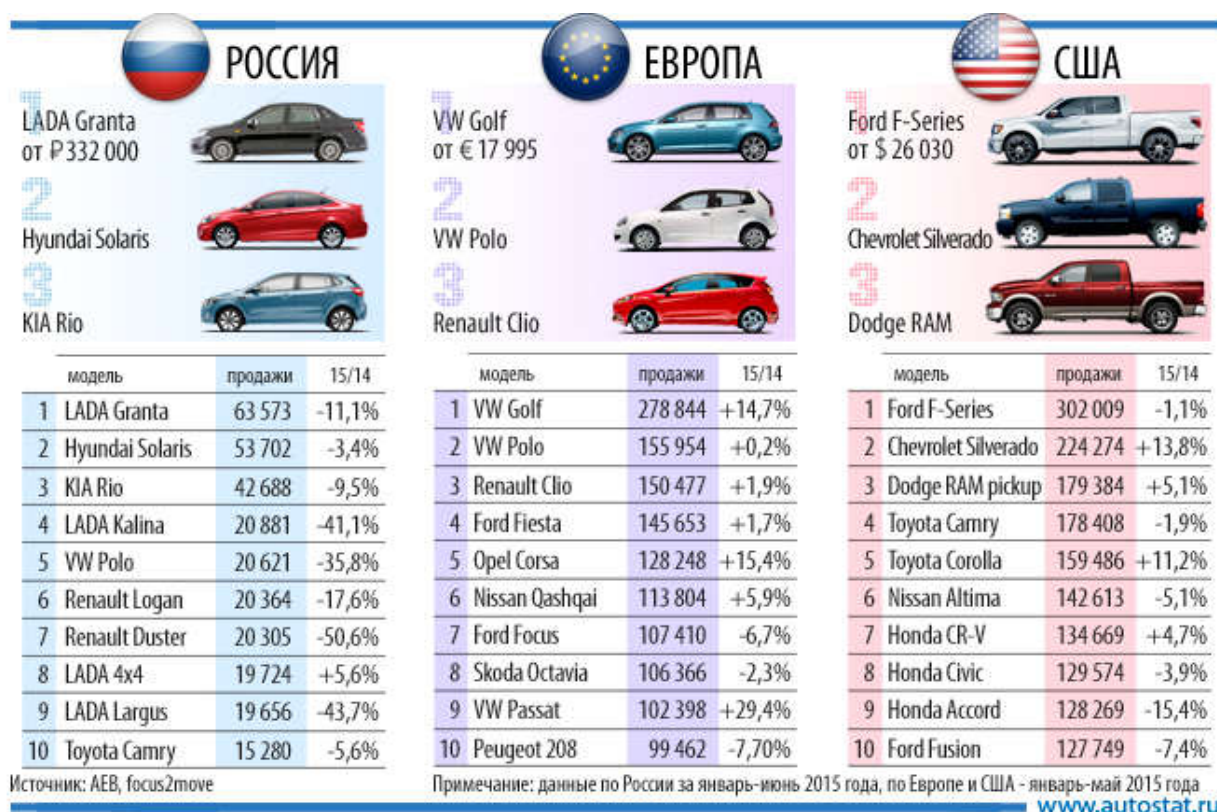 РОССИЯ
1
LADA Granta
от ₽ 332 000
2
Hyundai Solaris
3
KIA Rio
модель продажи 15/14
1 LADA Granta 63 573 -11,1%
2 Hyundai Solaris 53 702 -3,4%
3 KIA Rio 42 688 -9,5%
4 LADA Kalina 20 881 -41,1%
5 VW Polo 20 621 -35,8%
6 Renault Logan 20 364 -17,6%
7 Renault Duster 20 305 -50,6%
8 LADA 4x4 19 724 +5,6%
9 LADA Largus 19 656 -43,7%
10 Toyota Camry 15 280 -5,6%
ЕВРОПА
1
VW Golf
от € 17 995
2
VW Polo
3
Renault Clio
модель продажи 15/14
1 VW Golf 278 844 +14,7%
2 VW Polo 155 954 +0,2%
3 Renault Clio 150 477 +1,9%
4 Ford Fiesta 145 653 +1,7%
5 Opel Corsa 128 248 +15,4%
6 Nissan Qashqai 113 804 +5,9%
7 Ford Focus 107 410 -6,7%
8 Skoda Octavia 106 366 -2,3%
9 VW Passat 102 398 +29,4%
10 Peugeot 208 99 462 -7,70%
США
1
Ford F-Series
от $ 26 030
2
Chevrolet Silverado
3
Dodge RAM
модель продажи 15/14
1 Ford F-Series 302 009 -1,1%
2 Chevrolet Silverado 224 274 +13,8%
3 Dodge RAM pickup 179 384 +5,1%
4 Toyota Camry 178 408 -1,9%
5 Toyota Corolla 159 486 +11,2%
6 Nissan Altima 142 613 -5,1%
7 Honda CR-V 134 669 +4,7%
8 Honda Civic 129 574 -3,9%
9 Honda Accord 128 269 -15,4%
10 Ford Fusion 127 749 -7,4%
Источник: АЕВ, focus2move
Примечание: данные по России за январь-июнь 2015 года, по Европе и США - январь-май 2015 года
www.autostat.ru